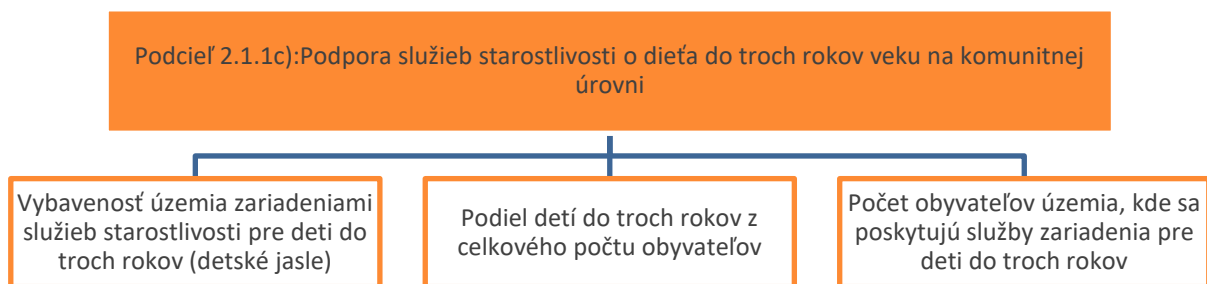 Podcieľ 2.1.1c):Podpora služieb starostlivosti o dieťa do troch rokov veku na komunitnej
úrovni
Vybavenosť územia zariadeniami
služieb starostlivosti pre deti do
troch rokov (detské jasle)
Podiel detí do troch rokov z
celkového počtu obyvateľov
Počet obyvateľov územia, kde sa
poskytujú služby zariadenia pre
deti do troch rokov